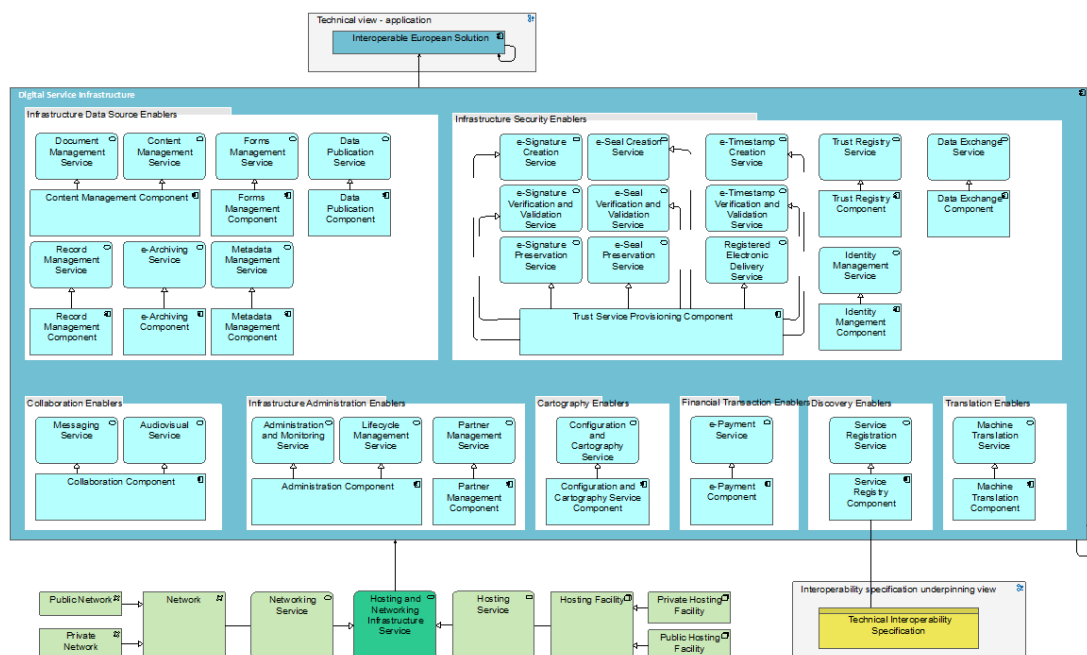 Technical view - application
Interoperable European Solution
Digital Service Infrastructure
Infrastructure Data Source Enablers
Document
Management
Service
Content
Management
Service
Forms
Management
Service
Data
Publication
Service
Content Management Component
Forms
Management
Component
Data
Publication
Component
Record
Management
Service
e-Archiving
Service
Metadata
Management
Service
Record
Management
Component
e-Archiving
Component
Metadata
Management
Component
Infrastructure Security Enablers
e-Signature
Creation
Service
e-Seal Creation
Service
e-Timestamp
Creation
Service
Trust Registry
Service
Data Exchange
Service
e-Signature
Verification and
Validation
Service
e-Seal
Verification and
Validation
Service
e-Timestamp
Verification and
Validation
Service
Trust Registry
Component
Data Exchange
Component
e-Signature
Preservation
Service
e-Seal
Preservation
Service
Registered
Electronic
Delivery
Service
Identity
Management
Service
Trust Service Provisioning Component
Identity
Mangement
Component
Collaboration Enablers
Messaging
Service
Audiovisual
Service
Collaboration Component
Infrastructure Administration Enablers
Administration
and Monitoring
Service
Lifecycle
Management
Service
Partner
Management
Service
Administration Component
Partner
Management
Component
Cartography Enablers
Configuration
and
Cartography
Service
Configuration and
Cartography Service
Component
Financial Transaction Enablers
e-Payment
Service
e-Payment
Component
Discovery Enablers
Service
Registration
Service
Service
Registry
Component
Translation Enablers
Machine
Translation
Service
Machine
Translation
Component
Public Network
Private
Network
Network
Networking
Service
Hosting and
Networking
Infrastructure
Service
Hosting
Service
Hosting Facility
Private Hosting
Facility
Public Hosting
Facility
Interoperability specification underpinning view
Technical Interoperability
Specification